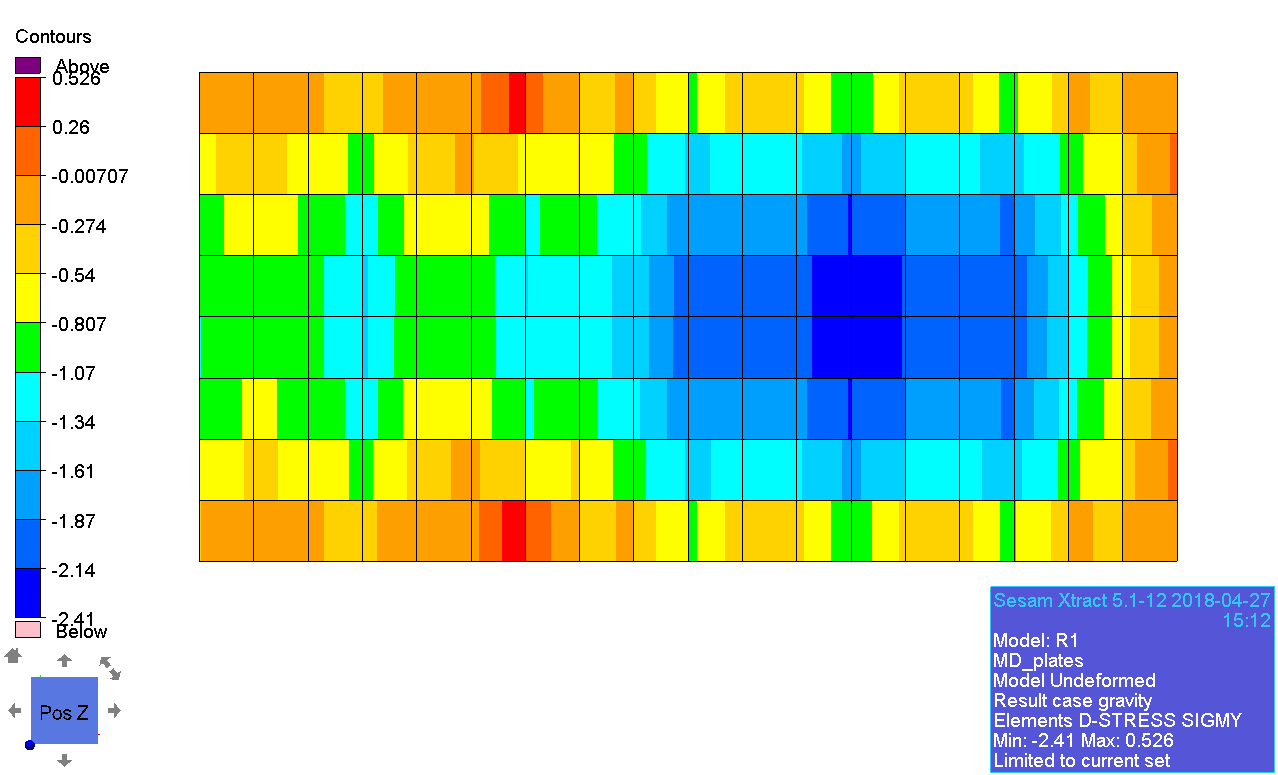 Contours
Above
0.526
0.26
-0.00707
-0.274
-0.54
-0.807
-1.07
-1.34
-1.61
-1.87
-2.14
-2.41
Below
Pos Z
Sesam Xtract 5.1-12 2018-04-27
15:12
Model: R1
MD_plates
Model Undeformed
Result case gravity
Elements D-STRESS SIGMY
Min: -2.41 Max: 0.526
Limited to current set